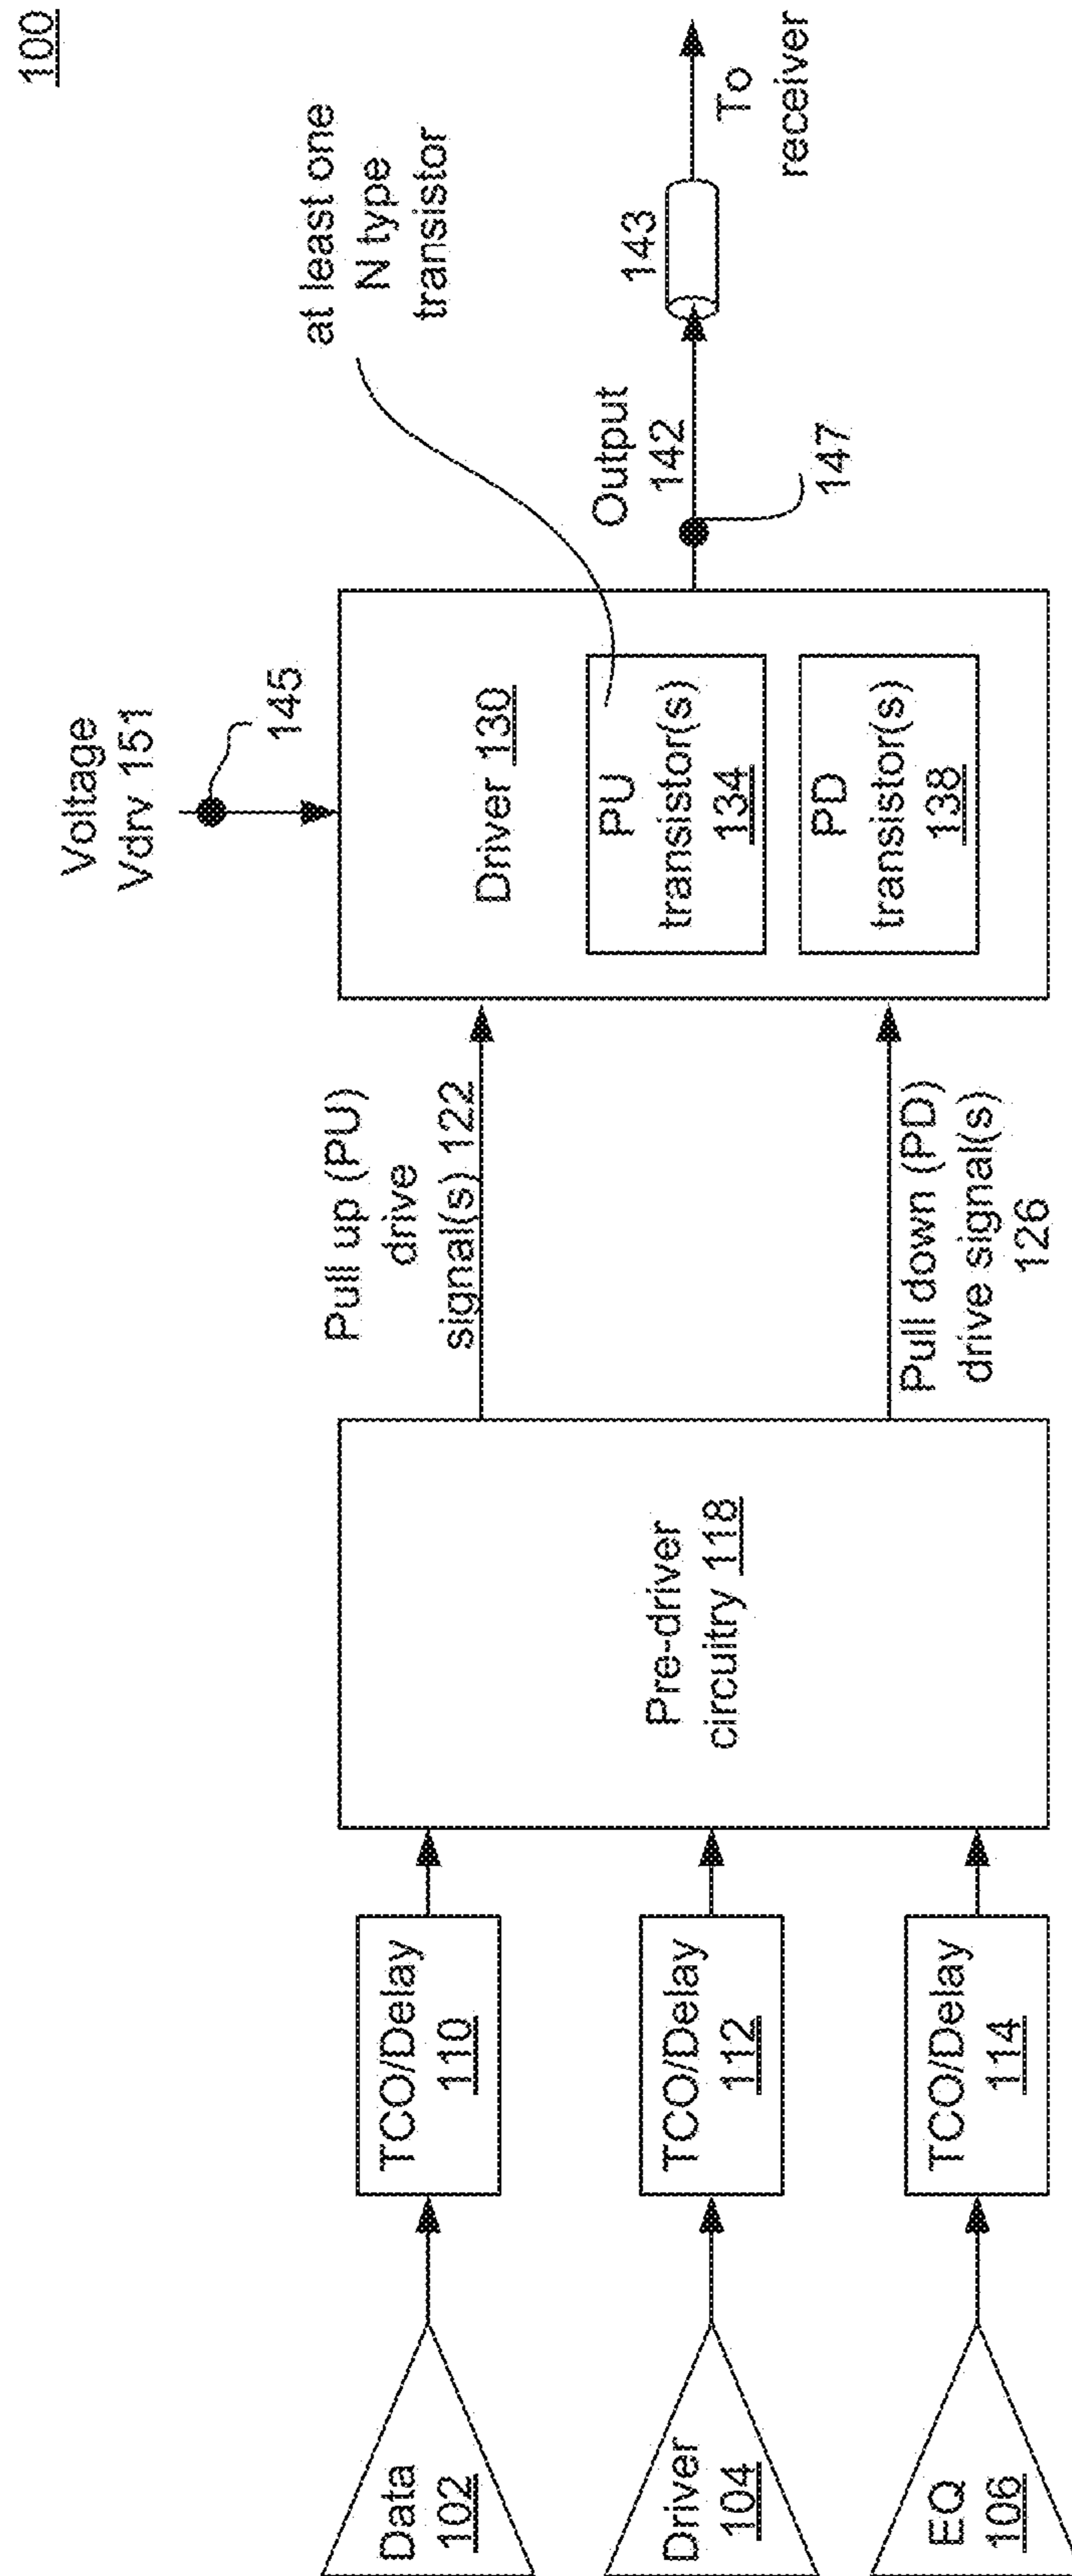 100
Data
102
Driver
104
EQ
106
TCO/Delay
110
TCO/Delay
112
TCO/Delay
114
Pre-driver
circuitry 118
Pull up (PU)
drive
signal(s) 122
Pull down (PD)
drive signal(s)
126
Voltage
Vdrv 151
145
Driver 130
PU
transistor(s)
134
PD
transistor(s)
138
at least one
N type
transistor
Output
142
147
143
To
receiver